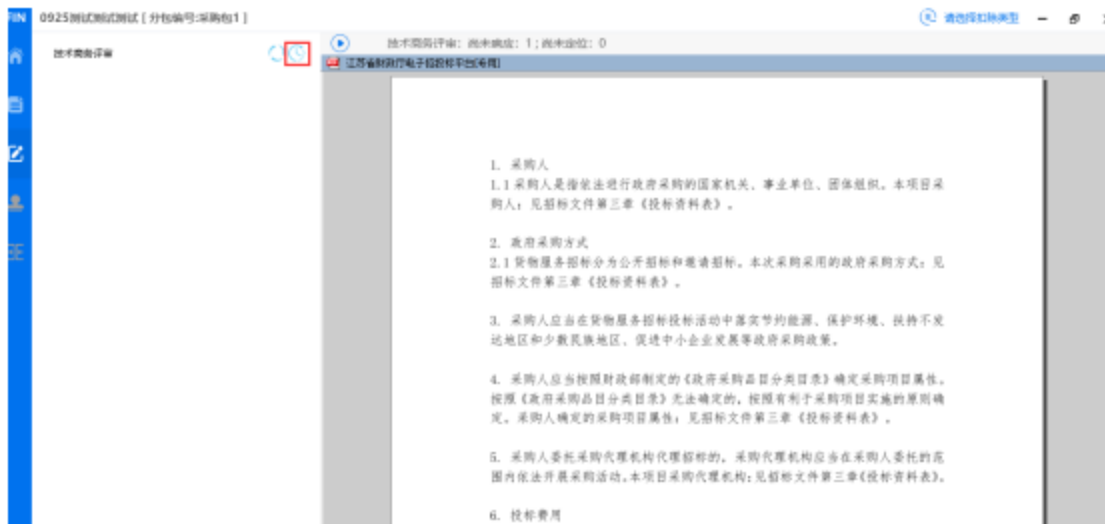 FIN
0925测试测试测试 [ 分包编号:采购包1 ]
请选择扣除类型
技术商务评审
技术商务评审：尚未响应：1；尚未定位：0
江苏省财政厅电子招投标平台[专用]
1. 采购人
1.1 采购人是指依法进行政府采购的国家机关、事业单位、团体组织。本项目采
购人：见招标文件第三章《投标资料表》。
2. 政府采购方式
2.1 货物服务招标分为公开招标和邀请招标。本次采购采用的政府采购方式：见
招标文件第三章《投标资料表》。
3. 采购人应当在货物服务招标投标活动中落实节约能源、保护环境、扶持不发
达地区和少数民族地区、促进中小企业发展等政府采购政策。
4. 采购人应当按照财政部制定的《政府采购品目分类目录》确定采购项目属性。
按照《政府采购品目分类目录》无法确定的，按照有利于采购项目实施的原则确
定。采购人确定的采购项目属性：见招标文件第三章《投标资料表》。
5. 采购人委托采购代理机构代理招标的，采购代理机构应当在采购人委托的范
围内依法开展采购活动。本项目采购代理机构：见招标文件第三章《投标资料表》。
6. 投标费用